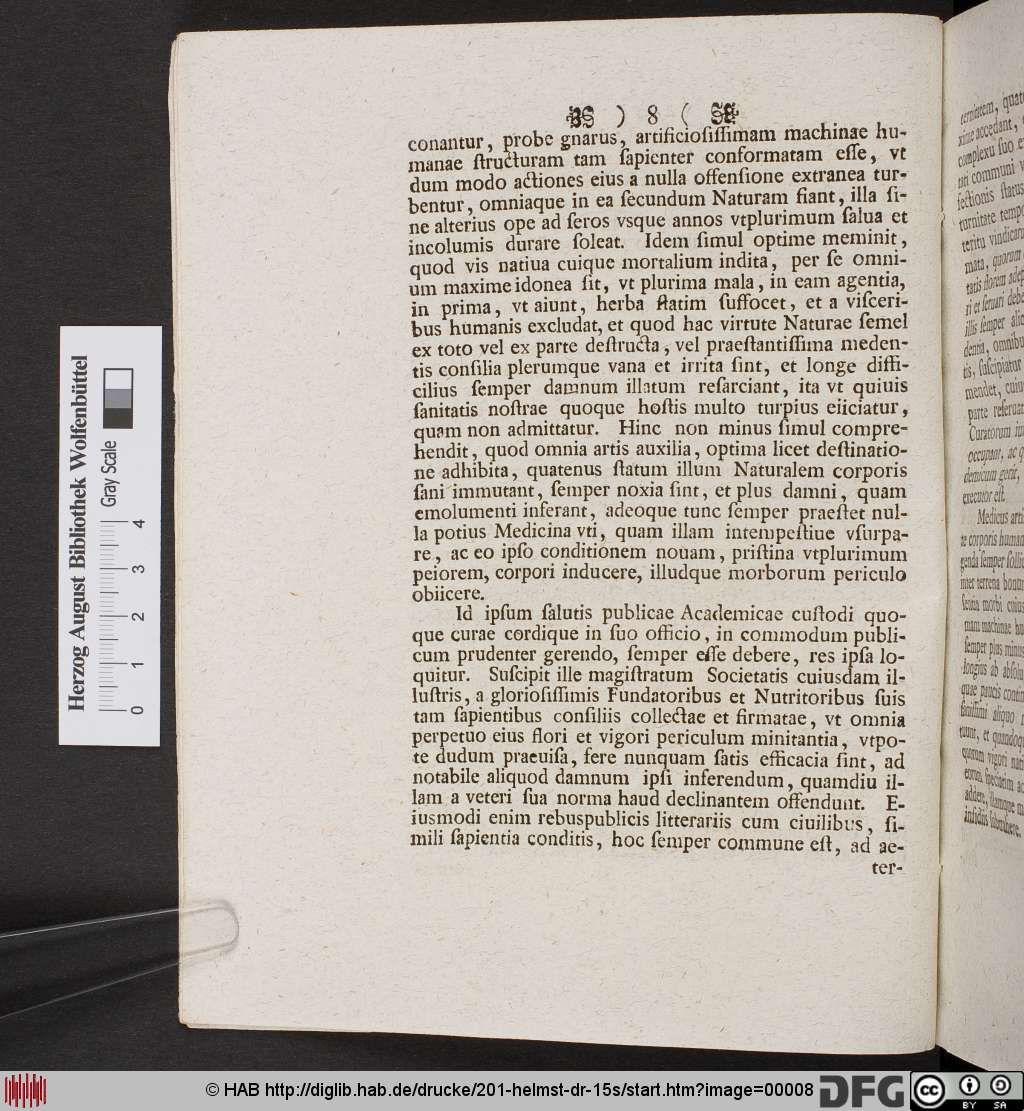 ) 8 (
conantur, probe gnarus, artificioſiſſimam machinae hu-
manae ſtructuram tam ſapienter conformatam eſſe, vt
dum modo actiones eius a nulla offenſione extranea tur-
bentur, omniaque in ea ſecundum Naturam fiant, illa ſi-
ne alterius ope ad ſeros vsque annos vtplurimum ſalua et
incolumis durare ſoleat. Idem ſimul optime meminit,
quod vis natiua cuique mortalium indita, per ſe omni-
um maxime idonea ſit, vt plurima mala, in eam agentia,
in prima, vt aiunt, herba ſtatim ſuffocet, et a viſceri-
bus humanis excludat, et quod hac virtute Naturae ſemel
ex toto vel ex parte deſtructa, vel praeſtantiſſima meden-
tis conſilia plerumque vana et irrita ſint, et longe diffi-
cilius ſemper damnum illatum reſarciant, ita vt quiuis
ſanitatis noſtrae quoque hoſtis multo turpius eiiciatur,
quam non admittatur. Hinc non minus ſimul compre-
hendit, quod omnia artis auxilia, optima licet deſtinatio-
ne adhibita, quatenus ſtatum illum Naturalem corporis
ſani immutant, ſemper noxia ſint, et plus damni, quam
emolumenti inferant, adeoque tunc ſemper praeſtet nul-
la potius Medicina vti, quam illam intempeſtiue vſurpa-
re, ac eo ipſo conditionem nouam, priſtina vtplurimum
peiorem, corpori inducere, illudque morborum periculo
obiicere.
Id ipſum ſalutis publicae Academicae cuſtodi quo-
que curae cordique in ſuo officio, in commodum publi-
cum prudenter gerendo, ſemper eſſe debere, res ipſa lo-
quitur. Suſcipit ille magiſtratum Societatis cuiusdam il-
luſtris, a glorioſiſſimis Fundatoribus et Nutritoribus ſuis
tam ſapientibus conſiliis collectae et firmatae, vt omnia
perpetuo eius flori et vigori periculum minitantia, vtpo-
te dudum praeuiſa, fere nunquam ſatis efficacia ſint, ad
notabile aliquod damnum ipſi inferendum, quamdiu il-
lam a veteri ſua norma haud declinantem offendunt. E-
iusmodi enim rebuspublicis litterariis cum ciuilibus, ſi-
mili ſapientia conditis, hoc ſemper commune eſt, ad ae-
ter-
Herzog August Bibliothek Wolfenbüttel
Gray Scale
0 1 2 3 4
© HAB http://diglib.hab.de/drucke/201-helmst-dr-15s/start.htm?image=00008
DFG
cc BY SA